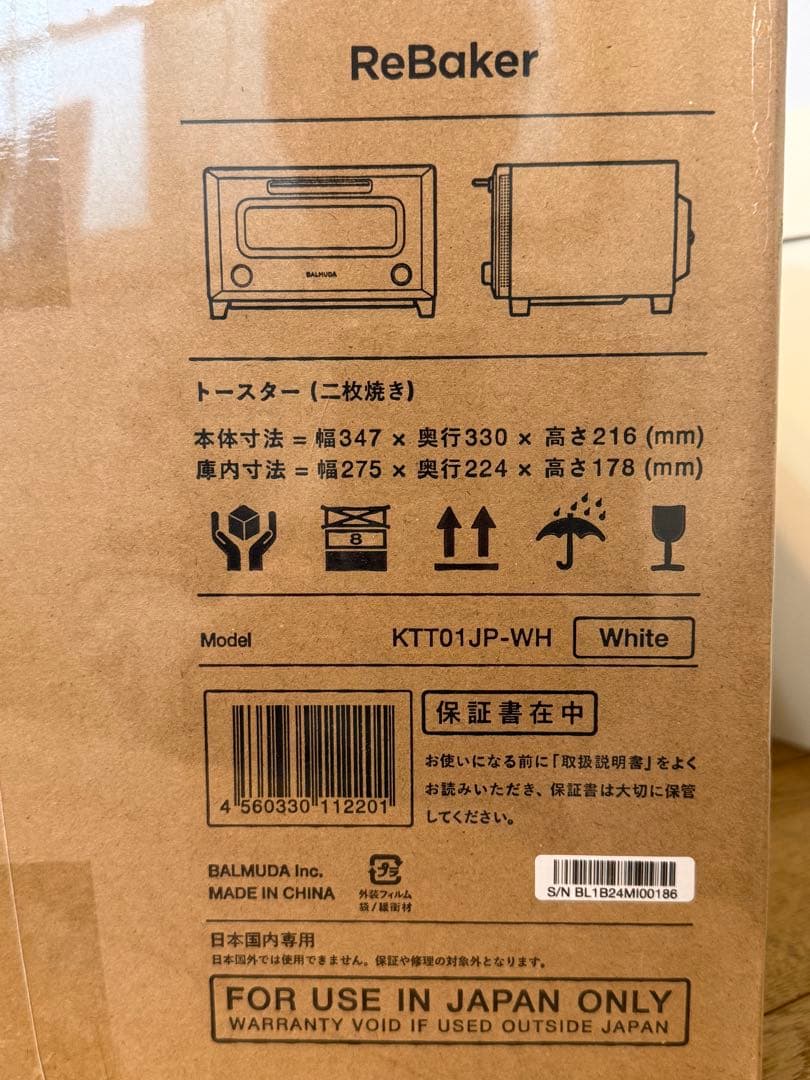 ReBaker
BALMUDA
トースター (二枚焼き)
本体寸法 = 幅347 × 奥行330 × 高さ216 (mm)
庫内寸法 = 幅275 × 奥行224 × 高さ178 (mm)
8
Model KTT01JP-WH White
4 560330 112201
保証書在中
お使いになる前に「取扱説明書」をよく
お読みいただき、保証書は大切に保管
してください。
BALMUDA Inc.
MADE IN CHINA
プラ
外装フィルム
袋/緩衝材
S/N BL1B24MI00186
日本国内専用
日本国外では使用できません。保証や修理の対象外となります。
FOR USE IN JAPAN ONLY
WARRANTY VOID IF USED OUTSIDE JAPAN